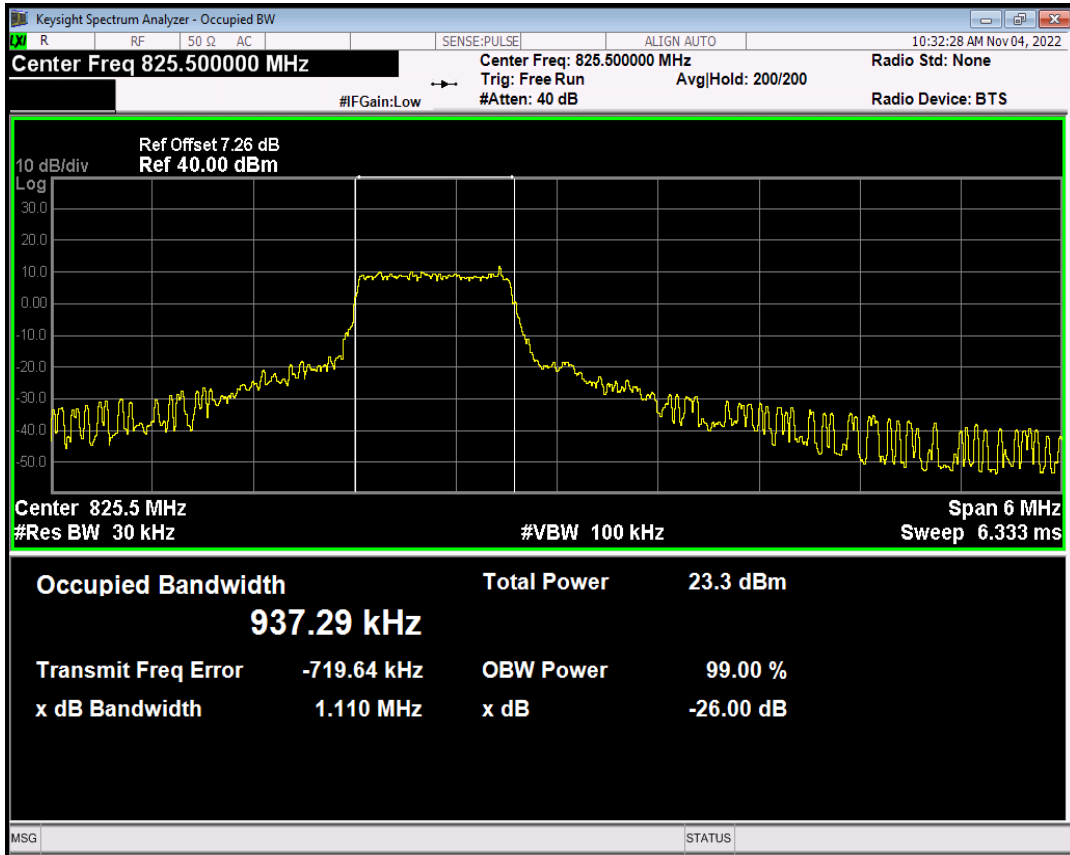 Keysight Spectrum Analyzer - Occupied BW
LXI R RF 50 Ω AC SENSE:PULSE ALIGN AUTO 10:32:28 AM Nov 04, 2022
Center Freq 825.500000 MHz
Center Freq: 825.500000 MHz
Radio Std: None
Trig: Free Run Avg|Hold: 200/200
#IFGain:Low
#Atten: 40 dB
Radio Device: BTS
Ref Offset 7.26 dB
10 dB/div Ref 40.00 dBm
Log
30.0
20.0
10.0
0.00
-10.0
-20.0
-30.0
-40.0
-50.0
Center 825.5 MHz Span 6 MHz
#Res BW 30 kHz #VBW 100 kHz Sweep 6.333 ms
Occupied Bandwidth Total Power 23.3 dBm
937.29 kHz
Transmit Freq Error -719.64 kHz OBW Power 99.00 %
x dB Bandwidth 1.110 MHz x dB -26.00 dB
MSG STATUS